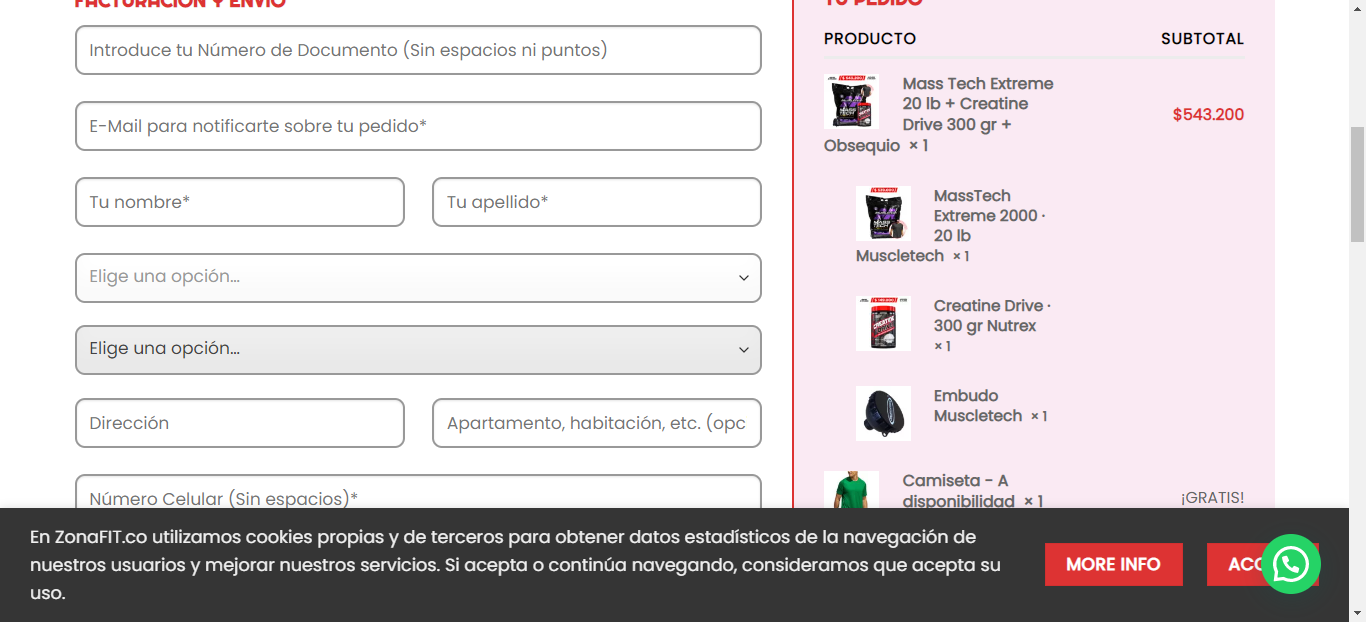 FACTURACIÓN Y ENVÍO
Introduce tu Número de Documento (Sin espacios ni puntos)
E-Mail para notificarte sobre tu pedido*
Tu nombre*
Tu apellido*
Elige una opción...
Elige una opción...
Dirección
Apartamento, habitación, etc. (opc
Número Celular (Sin espacios)*
TU PEDIDO
PRODUCTO
SUBTOTAL
Mass Tech Extreme
20 lb + Creatine
Drive 300 gr +
Obsequio × 1
$543.200
MassTech
Extreme 2000 ·
20 lb
Muscletech × 1
Creatine Drive ·
300 gr Nutrex
× 1
Embudo
Muscletech × 1
Camiseta - A
disponibilidad × 1
¡GRATIS!
En ZonaFIT.co utilizamos cookies propias y de terceros para obtener datos estadísticos de la navegación de
nuestros usuarios y mejorar nuestros servicios. Si acepta o continúa navegando, consideramos que acepta su
uso.
MORE INFO
ACC